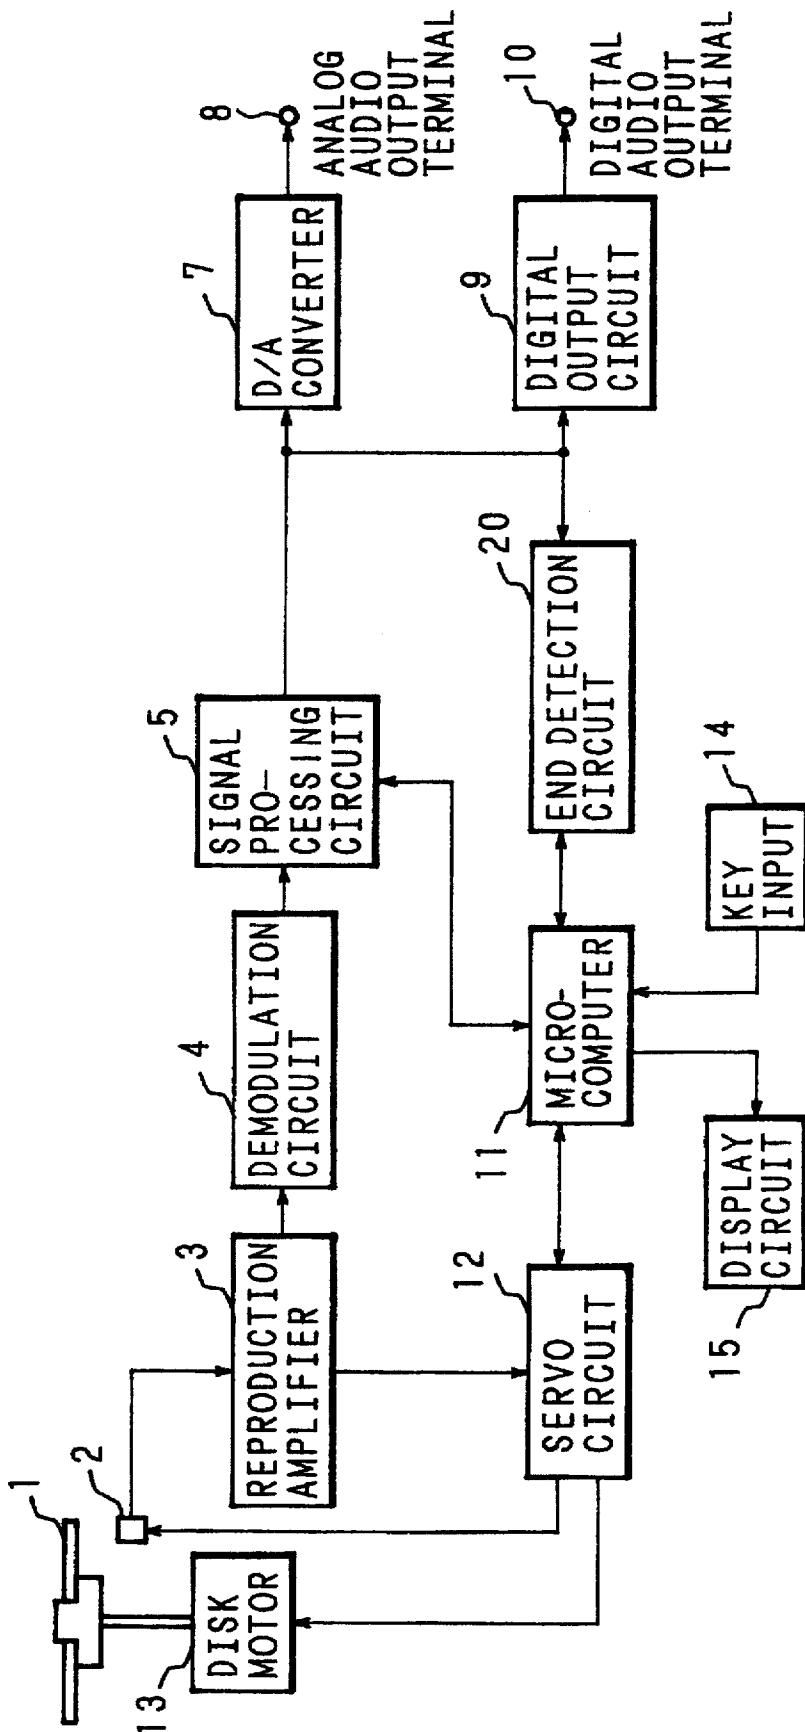 1
2
13
DISK
MOTOR
3
REPRODUCTION
AMPLIFIER
4
DEMODULATION
CIRCUIT
5
SIGNAL
PRO-
CESSING
CIRCUIT
7
D/A
CONVERTER
8
ANALOG
AUDIO
OUTPUT
TERMINAL
12
SERVO
CIRCUIT
11
MICRO-
COMPUTER
20
END DETECTION
CIRCUIT
9
DIGITAL
OUTPUT
CIRCUIT
10
DIGITAL
AUDIO
OUTPUT
TERMINAL
15
DISPLAY
CIRCUIT
14
KEY
INPUT